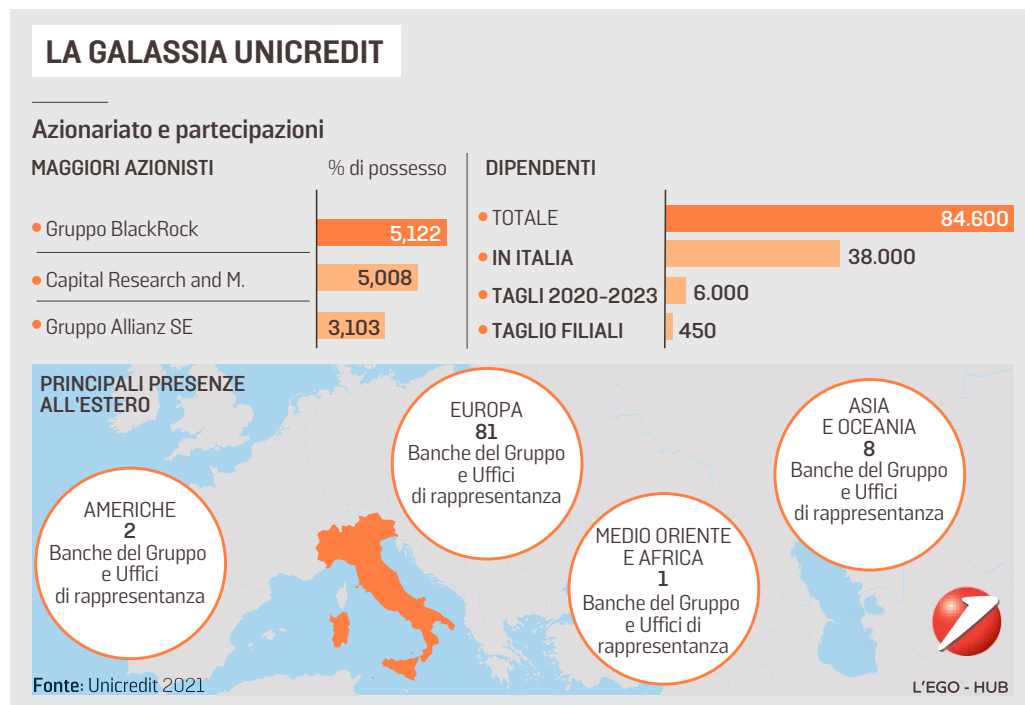 LA GALASSIA UNICREDIT
Azionariato e partecipazioni
MAGGIORI AZIONISTI % di possesso
Gruppo BlackRock 5,122
Capital Research and M. 5,008
Gruppo Allianz SE 3,103
DIPENDENTI
TOTALE 84.600
IN ITALIA 38.000
TAGLI 2020-2023 6.000
TAGLIO FILIALI 450
PRINCIPALI PRESENZE
ALL'ESTERO
AMERICHE
2
Banche del Gruppo
e Uffici
di rappresentanza
EUROPA
81
Banche del Gruppo
e Uffici
di rappresentanza
MEDIO ORIENTE
E AFRICA
1
Banche del Gruppo
e Uffici di
rappresentanza
ASIA
E OCEANIA
8
Banche del Gruppo
e Uffici
di rappresentanza
Fonte: Unicredit 2021
L'EGO - HUB